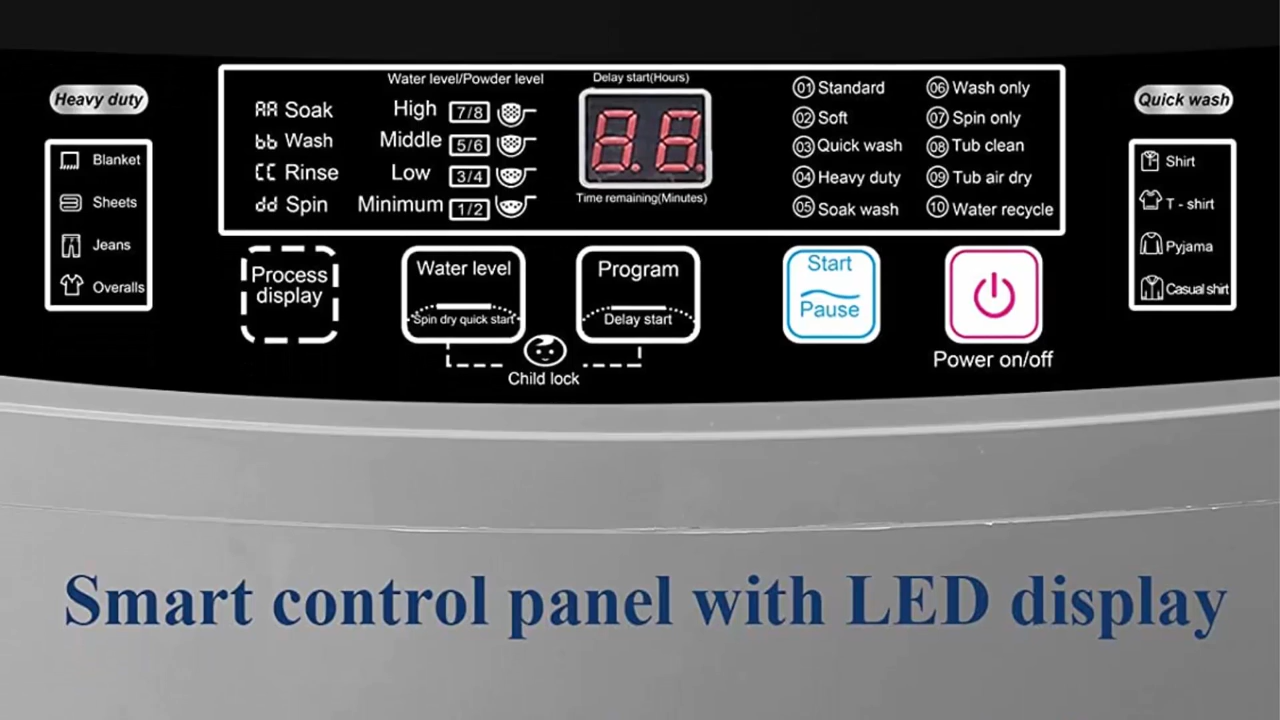 Heavy duty
Blanket
Sheets
Jeans
Overalls
AA Soak
bb Wash
CC Rinse
dd Spin
Water level/Powder level
High 7/8
Middle 5/6
Low 3/4
Minimum 1/2
Delay start(Hours)
8.8.
Time remaining(Minutes)
01 Standard
02 Soft
03 Quick wash
04 Heavy duty
05 Soak wash
06 Wash only
07 Spin only
08 Tub clean
09 Tub air dry
10 Water recycle
Quick wash
Shirt
T - shirt
Pyjama
Casual shirt
Process
display
Water level
Spin dry quick start
Program
Delay start
Child lock
Start
Pause
Power on/off
Smart control panel with LED display